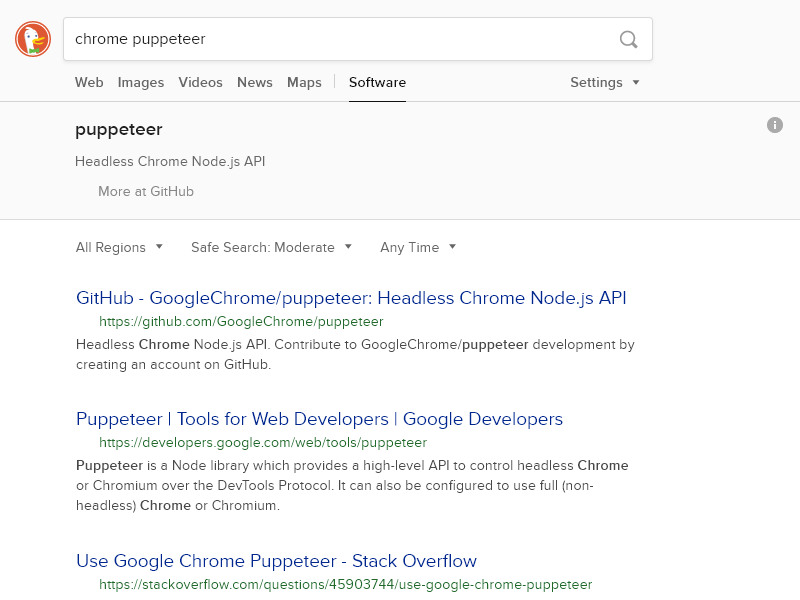 chrome puppeteer
Web Images Videos News Maps Software Settings
puppeteer
Headless Chrome Node.js API
More at GitHub
All Regions Safe Search: Moderate Any Time
GitHub - GoogleChrome/puppeteer: Headless Chrome Node.js API
https://github.com/GoogleChrome/puppeteer
Headless Chrome Node.js API. Contribute to GoogleChrome/puppeteer development by
creating an account on GitHub.
Puppeteer | Tools for Web Developers | Google Developers
https://developers.google.com/web/tools/puppeteer
Puppeteer is a Node library which provides a high-level API to control headless Chrome
or Chromium over the DevTools Protocol. It can also be configured to use full (non-
headless) Chrome or Chromium.
Use Google Chrome Puppeteer - Stack Overflow
https://stackoverflow.com/questions/45903744/use-google-chrome-puppeteer